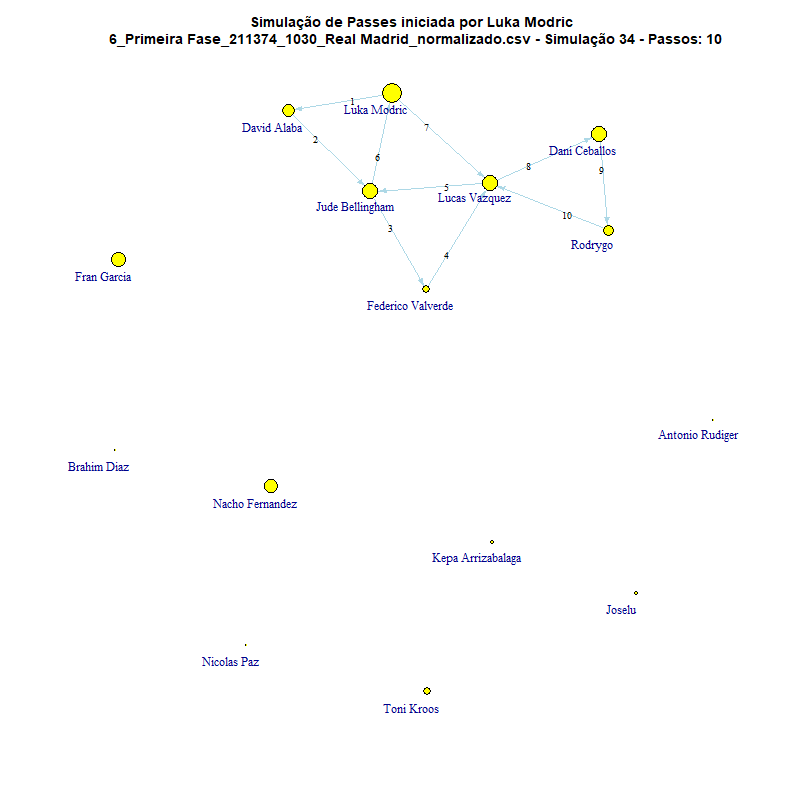 Simulação de Passes iniciada por Luka Modric
6_Primeira Fase_211374_1030_Real Madrid_normalizado.csv - Simulação 34 - Passos: 10
1
Luka Modric
David Alaba
7
2
Dani Ceballos
6
8
9
5
Jude Bellingham
Lucas Vazquez
10
3
Rodrygo
4
Fran Garcia
Federico Valverde
Antonio Rudiger
Brahim Diaz
Nacho Fernandez
Kepa Arrizabalaga
Joselu
Nicolas Paz
Toni Kroos